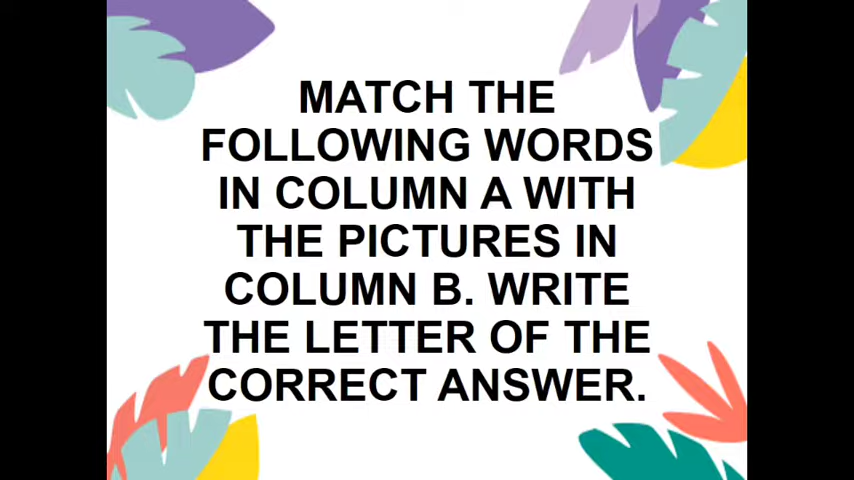 MATCH THE
FOLLOWING WORDS
IN COLUMN A WITH
THE PICTURES IN
COLUMN B. WRITE
THE LETTER OF THE
CORRECT ANSWER.